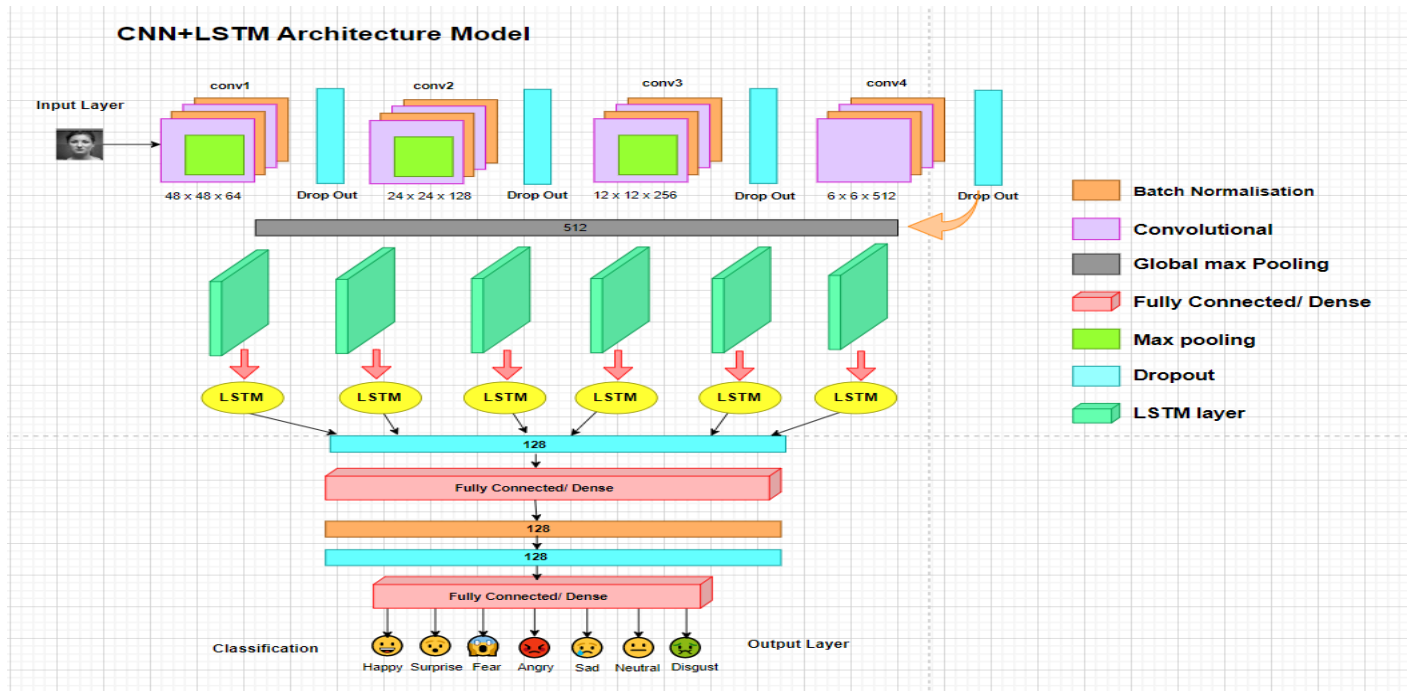 CNN+LSTM Architecture Model
conv1
conv2
conv3
conv4
Input Layer
48 x 48 x 64
Drop Out
24 x 24 x 128
Drop Out
12 x 12 x 256
Drop Out
6 x 6 x 512
Drop Out
512
LSTM
LSTM
LSTM
LSTM
LSTM
LSTM
128
Fully Connected/ Dense
128
128
Fully Connected/ Dense
Classification
Output Layer
Happy
Surprise
Fear
Angry
Sad
Neutral
Disgust
Batch Normalisation
Convolutional
Global max Pooling
Fully Connected/ Dense
Max pooling
Dropout
LSTM layer